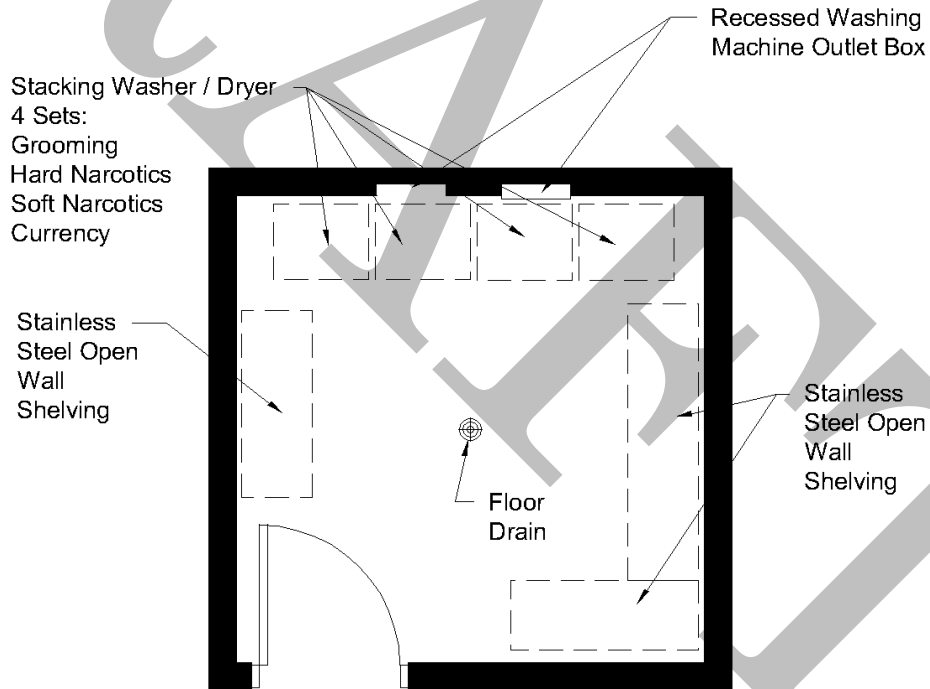 Recessed Washing
Machine Outlet Box
Stacking Washer / Dryer
4 Sets:
Grooming
Hard Narcotics
Soft Narcotics
Currency
Stainless
Steel Open
Wall
Shelving
Stainless
Steel Open
Wall
Shelving
Floor
Drain